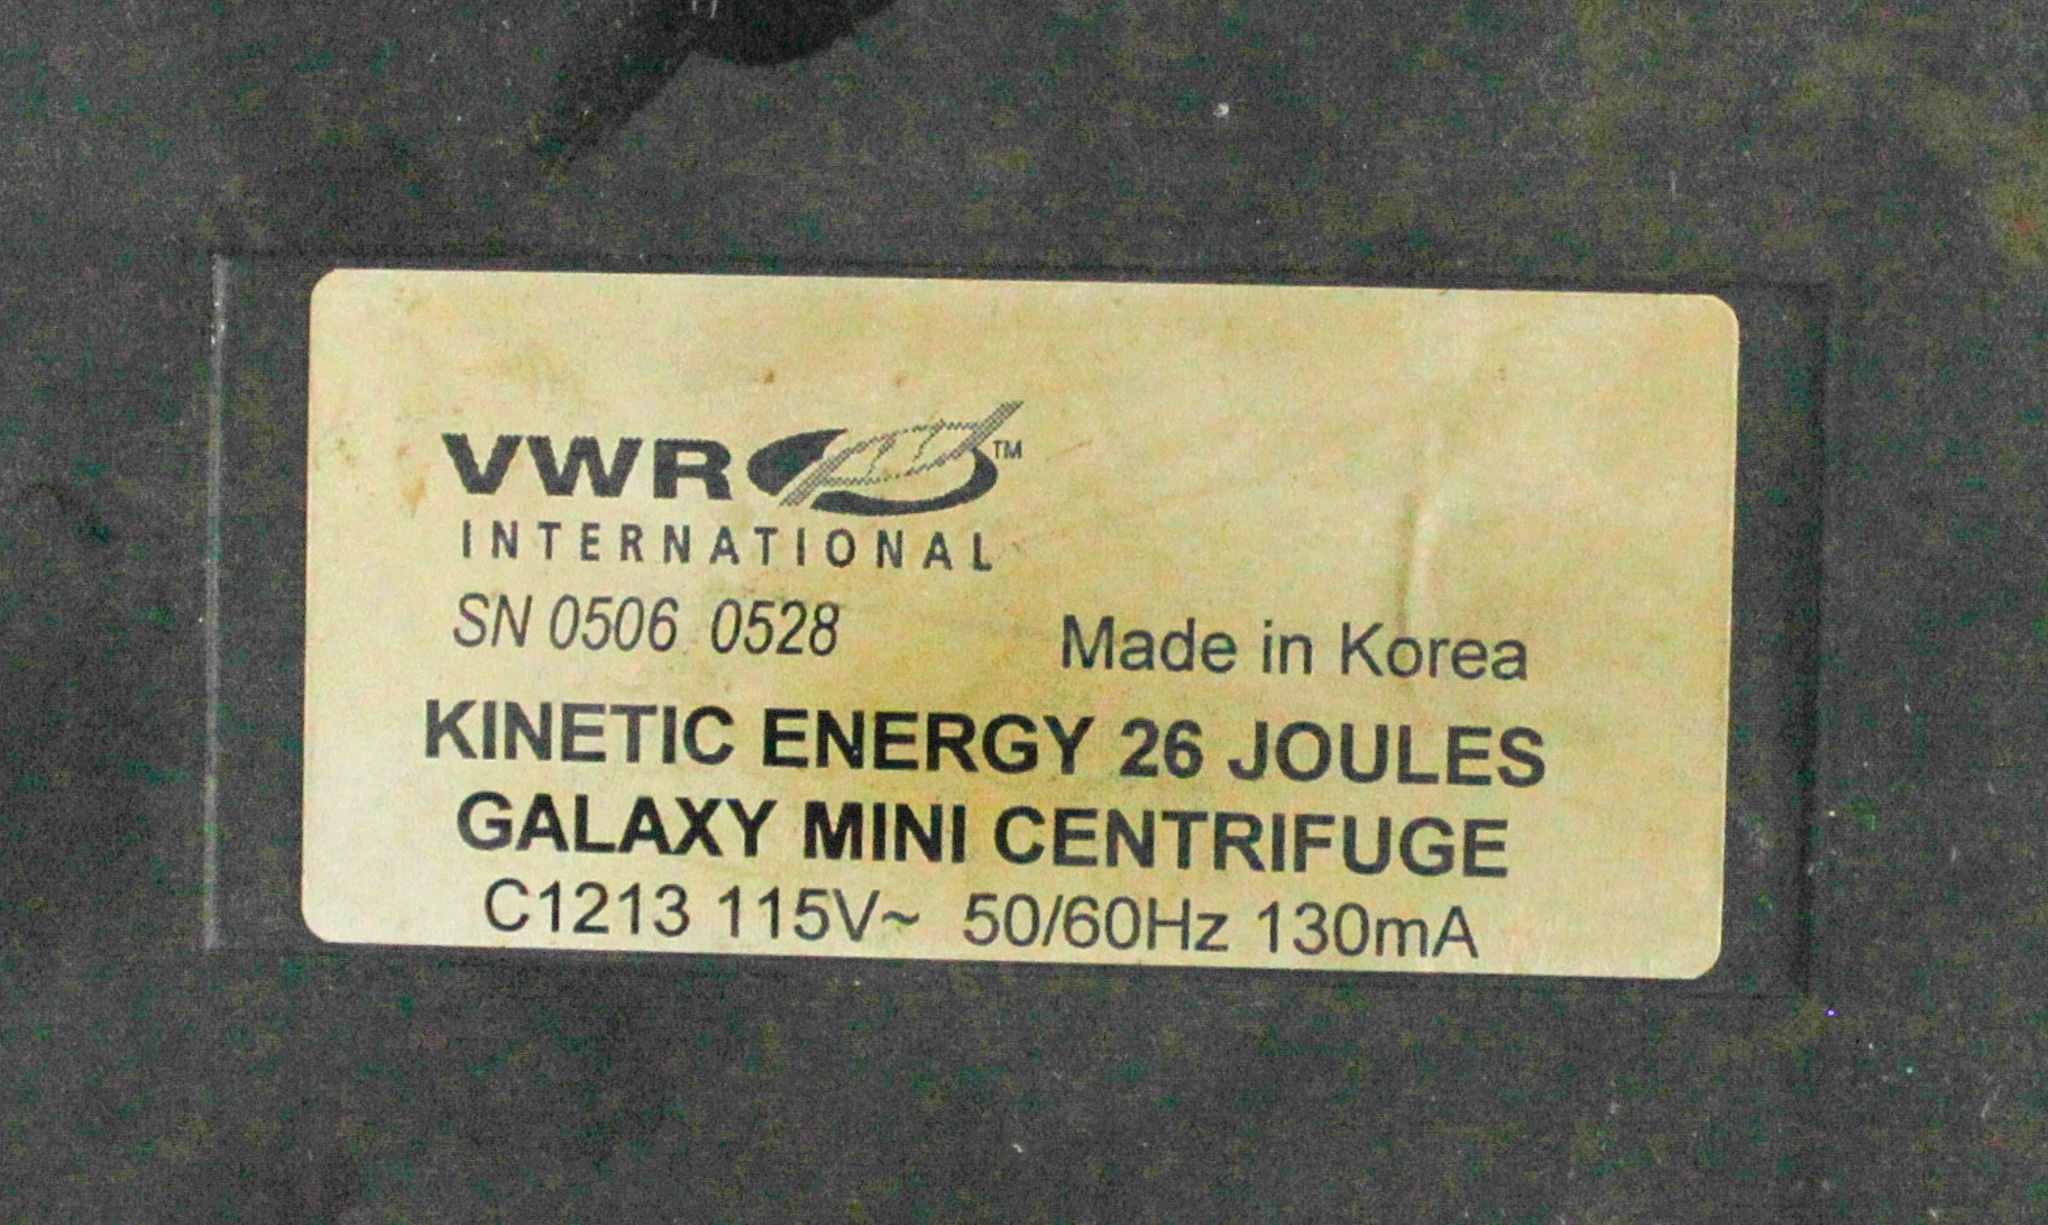 VWR™
INTERNATIONAL
SN 0506 0528
Made in Korea
KINETIC ENERGY 26 JOULES
GALAXY MINI CENTRIFUGE
C1213 115V~ 50/60Hz 130mA